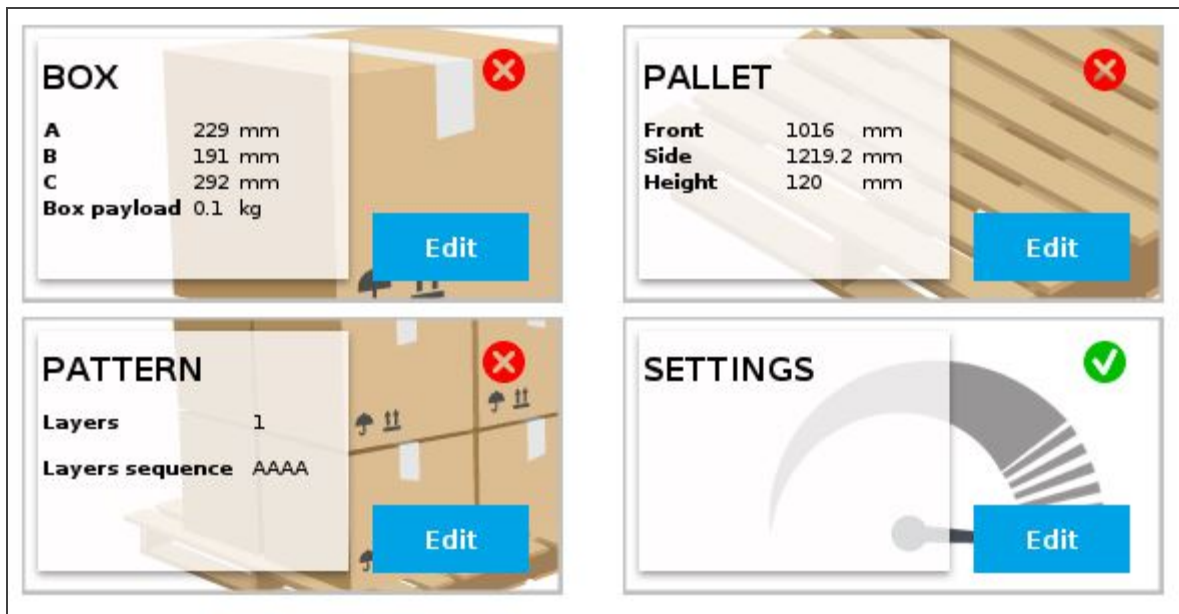 BOX
A 229 mm
B 191 mm
C 292 mm
Box payload 0.1 kg
Edit
PALLET
Front 1016 mm
Side 1219.2 mm
Height 120 mm
Edit
PATTERN
Layers 1
Layers sequence AAAA
Edit
SETTINGS
Edit